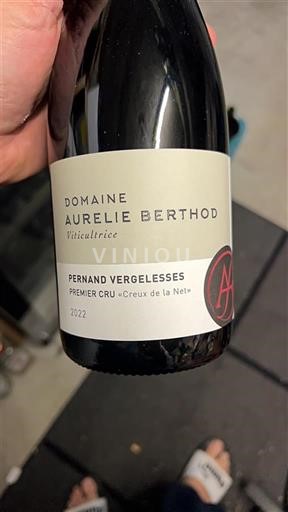 DOMAINE
AURELIE BERTHOD
Viticultrice
VINIOU
PERNAND VERGELESSES
PREMIER CRU «Creux de la Net»
2022